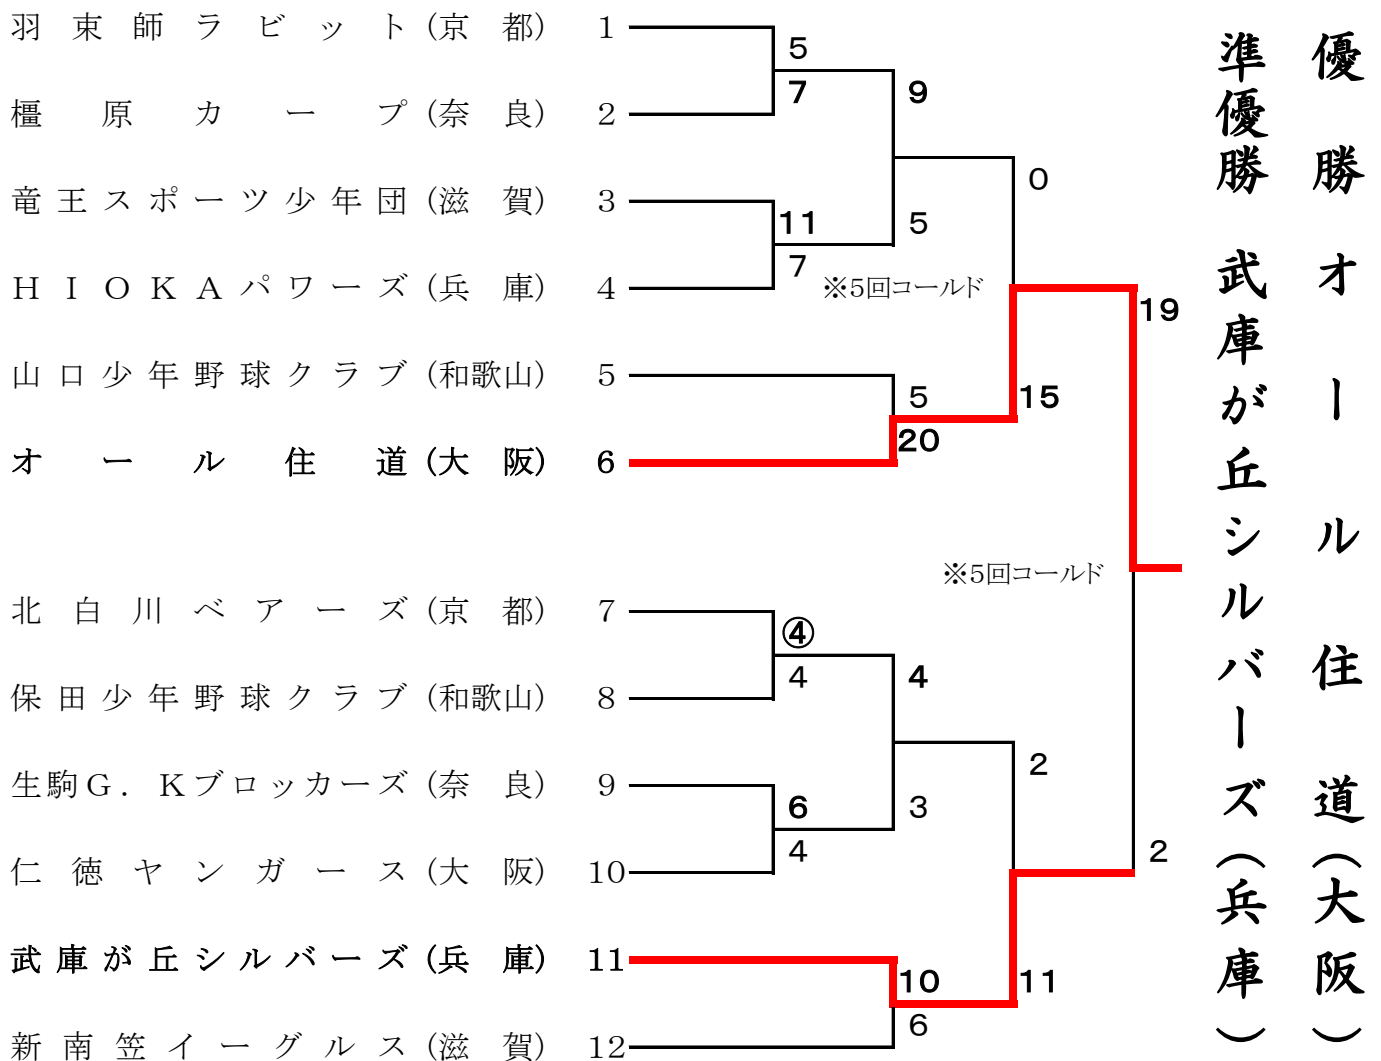 羽束師ラビット(京都) 1
5
橿原カープ(奈良) 2
7
9
竜王スポーツ少年団(滋賀) 3
11
5
0
HIOKAパワーズ(兵庫) 4
7
※5回コールド
19
山口少年野球クラブ(和歌山) 5
5
15
オール住道(大阪) 6
20
※5回コールド
北白川ベアーズ(京都) 7
④
保田少年野球クラブ(和歌山) 8
4
4
生駒G.Kブロッカーズ(奈良) 9
6
3
2
仁徳ヤンガース(大阪) 10
4
2
武庫が丘シルバーズ(兵庫) 11
10
11
新南笠イーグルス(滋賀) 12
6
優勝 オール住道(大阪)
準優勝 武庫が丘シルバーズ(兵庫)